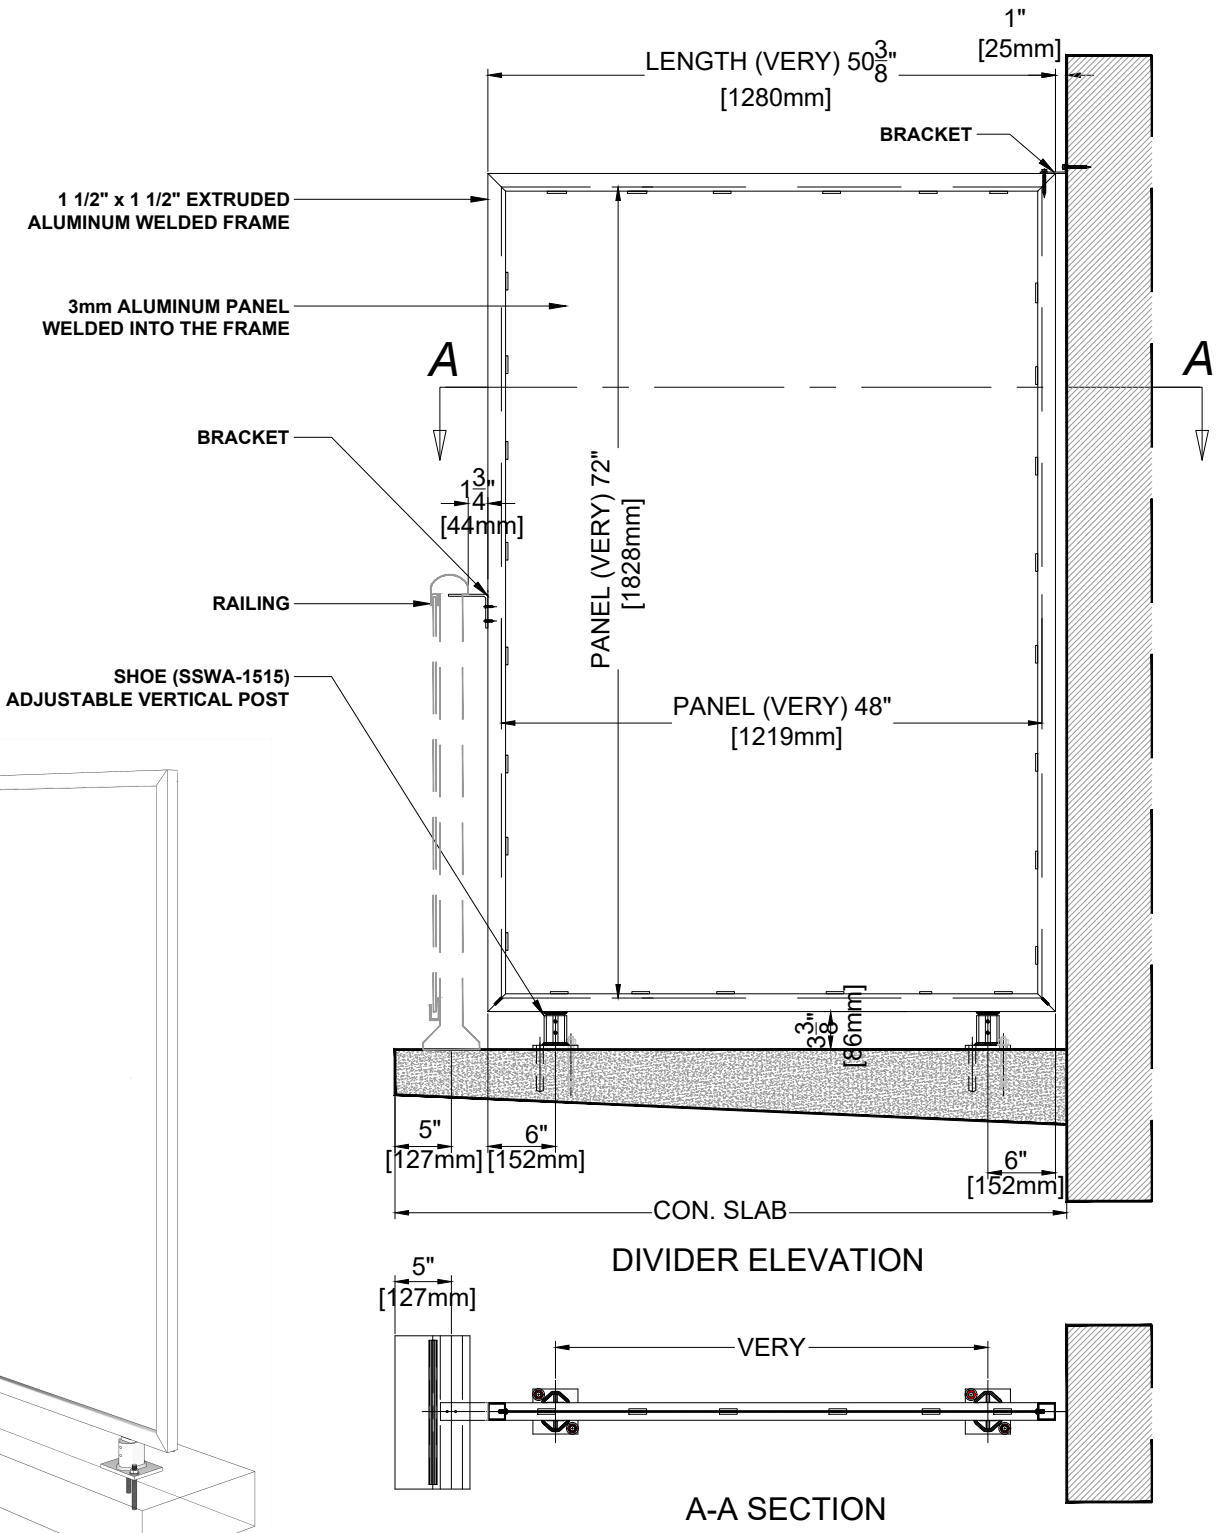 1"
[25mm]
LENGTH (VERY) 50 3/8"
[1280mm]
BRACKET
1 1/2" x 1 1/2" EXTRUDED
ALUMINUM WELDED FRAME
3mm ALUMINUM PANEL
WELDED INTO THE FRAME
A
A
BRACKET
1 3/4"
[44mm]
PANEL (VERY) 72"
[1828mm]
RAILING
SHOE (SSWA-1515)
ADJUSTABLE VERTICAL POST
PANEL (VERY) 48"
[1219mm]
3 3/8"
[86mm]
5"
[127mm]
6"
[152mm]
6"
[152mm]
CON. SLAB
DIVIDER ELEVATION
5"
[127mm]
VERY
A-A SECTION